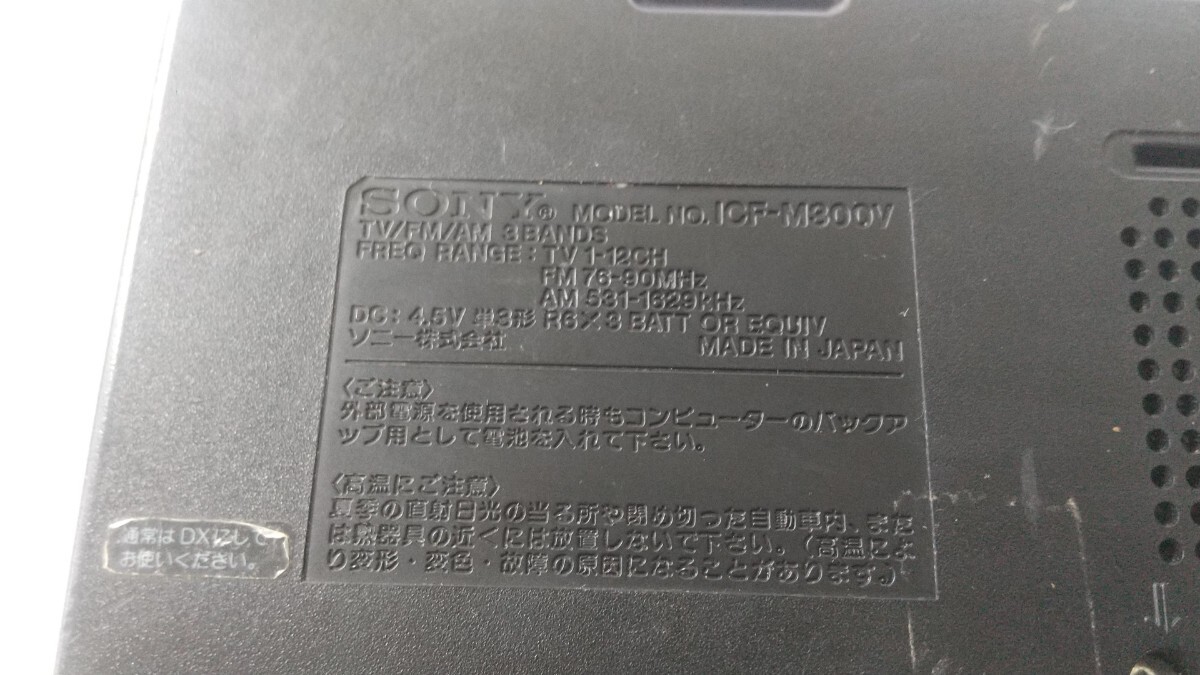 SONY® MODEL NO. ICF-M300V
TV/FM/AM 3 BANDS
FREQ RANGE : TV 1-12CH
FM 76-90MHz
AM 531-1629kHz
DC : 4.5V 単3形 R6×3 BATT OR EQUIV
ソニー株式会社 MADE IN JAPAN
〈ご注意〉
外部電源を使用される時もコンピューターのバックア
ップ用として電池を入れて下さい。
〈高温にご注意〉
夏季の直射日光の当る所や閉め切った自動車内、また
は熱器具の近くには放置しないで下さい。(高温によ
り変形・変色・故障の原因になることがあります。)
通常はDXにして
お使いください。